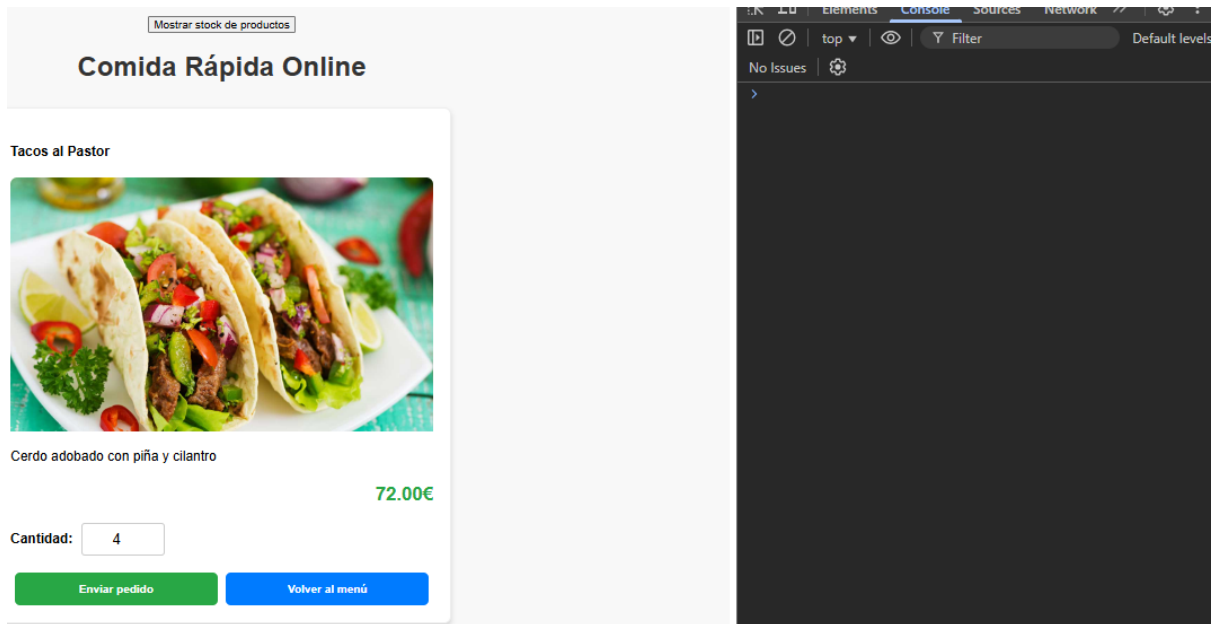 Mostrar stock de productos
Comida Rápida Online
Tacos al Pastor
Cerdo adobado con piña y cilantro
72.00€
Cantidad: 4
Enviar pedido Volver al menú
Elements Console Sources Network
top Filter Default levels
No Issues